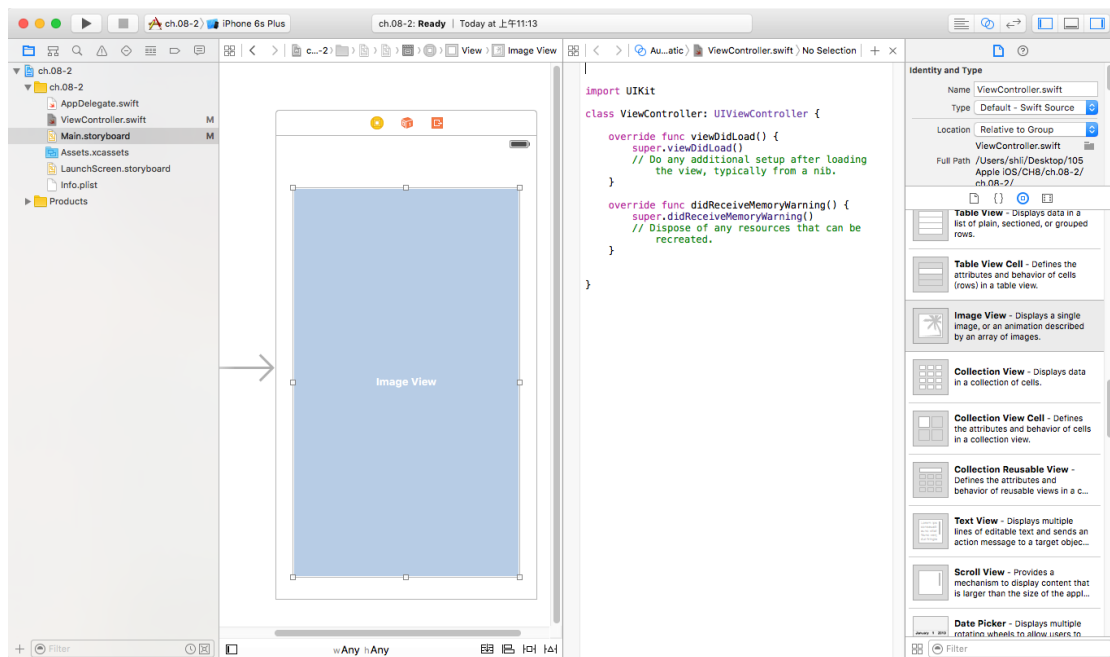 ch.08-2 iPhone 6s Plus
ch.08-2: Ready | Today at 上午11:13
ch.08-2
ch.08-2
AppDelegate.swift
ViewController.swift M
Main.storyboard M
Assets.xcassets
LaunchScreen.storyboard
Info.plist
Products
Filter
c...-2 View Image View
Image View
wAny hAny
Au...atic ViewController.swift No Selection
import UIKit
class ViewController: UIViewController {
override func viewDidLoad() {
super.viewDidLoad()
// Do any additional setup after loading
the view, typically from a nib.
}
override func didReceiveMemoryWarning() {
super.didReceiveMemoryWarning()
// Dispose of any resources that can be
recreated.
}
}
Identity and Type
Name ViewController.swift
Type Default - Swift Source
Location Relative to Group
ViewController.swift
Full Path /Users/shli/Desktop/105
Apple iOS/CH8/ch.08-2/
ch.08-2/
Table View - Displays data in a
list of plain, sectioned, or grouped
rows.
Table View Cell - Defines the
attributes and behavior of cells
(rows) in a table view.
Image View - Displays a single
image, or an animation described
by an array of images.
Collection View - Displays data
in a collection of cells.
Collection View Cell - Defines
the attributes and behavior of cells
in a collection view.
Collection Reusable View -
Defines the attributes and
behavior of reusable views in a c...
Text View - Displays multiple
lines of editable text and sends an
action message to a target objec...
Scroll View - Provides a
mechanism to display content that
is larger than the size of the appl...
Date Picker - Displays multiple
rotating wheels to allow users to
Filter